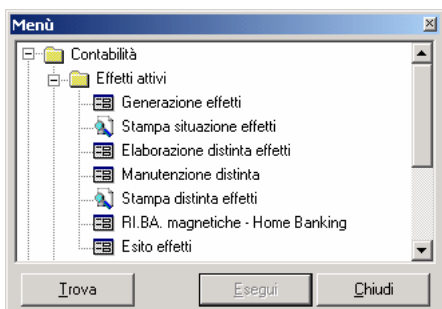 Menù
Contabilità
Effetti attivi
Generazione effetti
Stampa situazione effetti
Elaborazione distinta effetti
Manutenzione distinta
Stampa distinta effetti
RI.BA. magnetiche - Home Banking
Esito effetti
Trova Esegui Chiudi